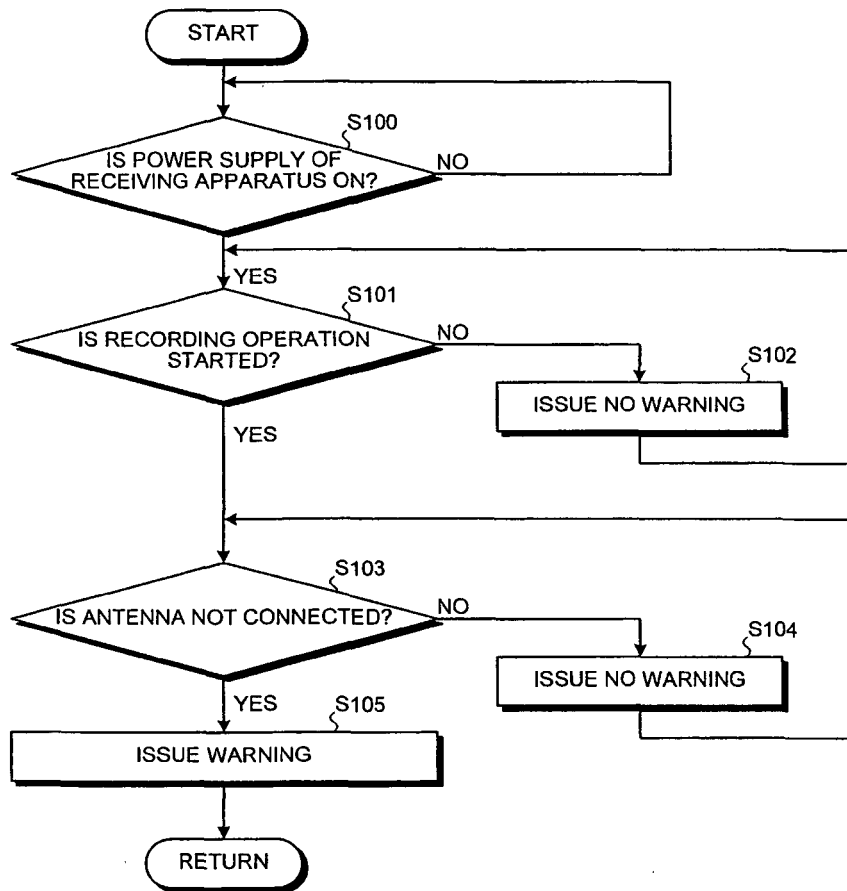 START
S100
IS POWER SUPPLY OF
RECEIVING APPARATUS ON?
NO
YES
S101
IS RECORDING OPERATION
STARTED?
NO
S102
ISSUE NO WARNING
YES
S103
IS ANTENNA NOT CONNECTED?
NO
S104
ISSUE NO WARNING
YES
S105
ISSUE WARNING
RETURN